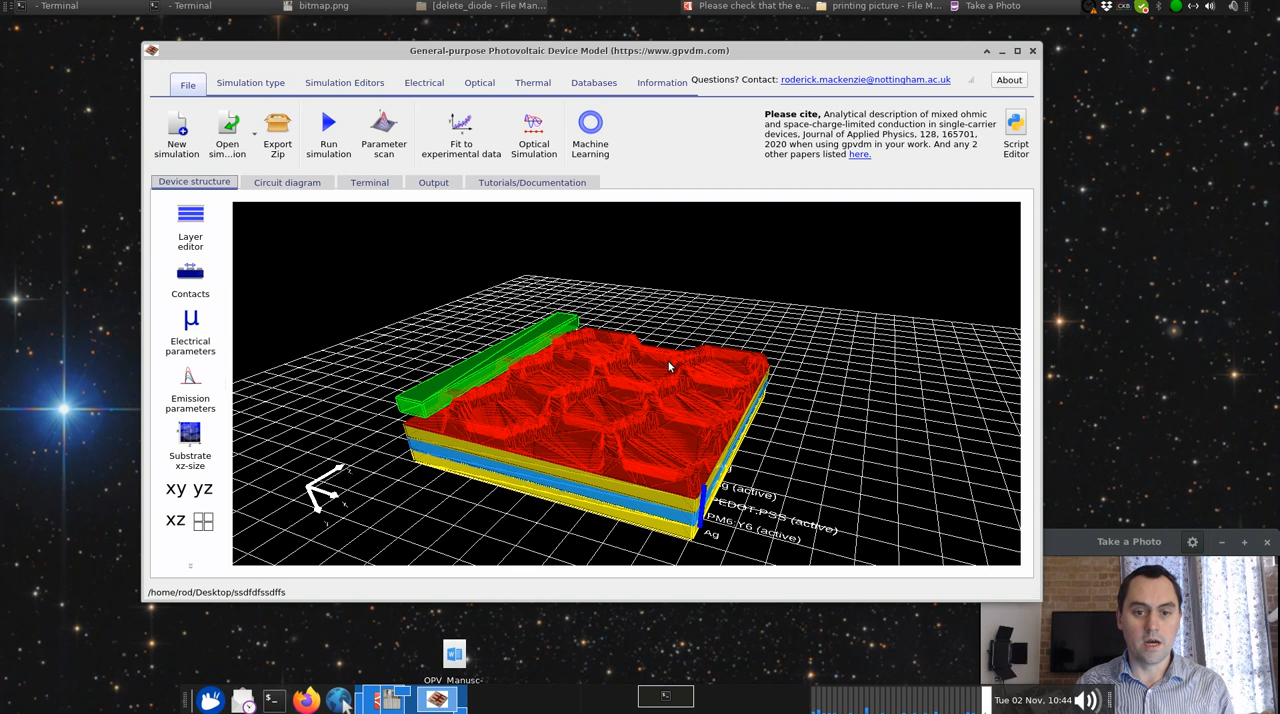 - Terminal
- Terminal
bitmap.png
[delete_diode - File Man...
Please check that the e...
printing picture - File M...
Take a Photo
CKB
General-purpose Photovoltaic Device Model (https://www.gpvdm.com)
File
Simulation type
Simulation Editors
Electrical
Optical
Thermal
Databases
Information
Questions? Contact: roderick.mackenzie@nottingham.ac.uk
About
New
simulation
Open
sim...ion
Export
Zip
Run
simulation
Parameter
scan
Fit to
experimental data
Optical
Simulation
Machine
Learning
Please cite, Analytical description of mixed ohmic
and space-charge-limited conduction in single-carrier
devices, Journal of Applied Physics, 128, 165701,
2020 when using gpvdm in your work. And any 2
other papers listed here.
Script
Editor
Device structure
Circuit diagram
Terminal
Output
Tutorials/Documentation
Layer
editor
Contacts
μ
Electrical
parameters
Emission
parameters
Substrate
xz-size
xy yz
xz
g (active)
PEDOT:PSS (active)
PM6:Y6 (active)
Ag
/home/rod/Desktop/ssdfdfssdffs
Take a Photo
OPV_Manusc-
Tue 02 Nov, 10:44